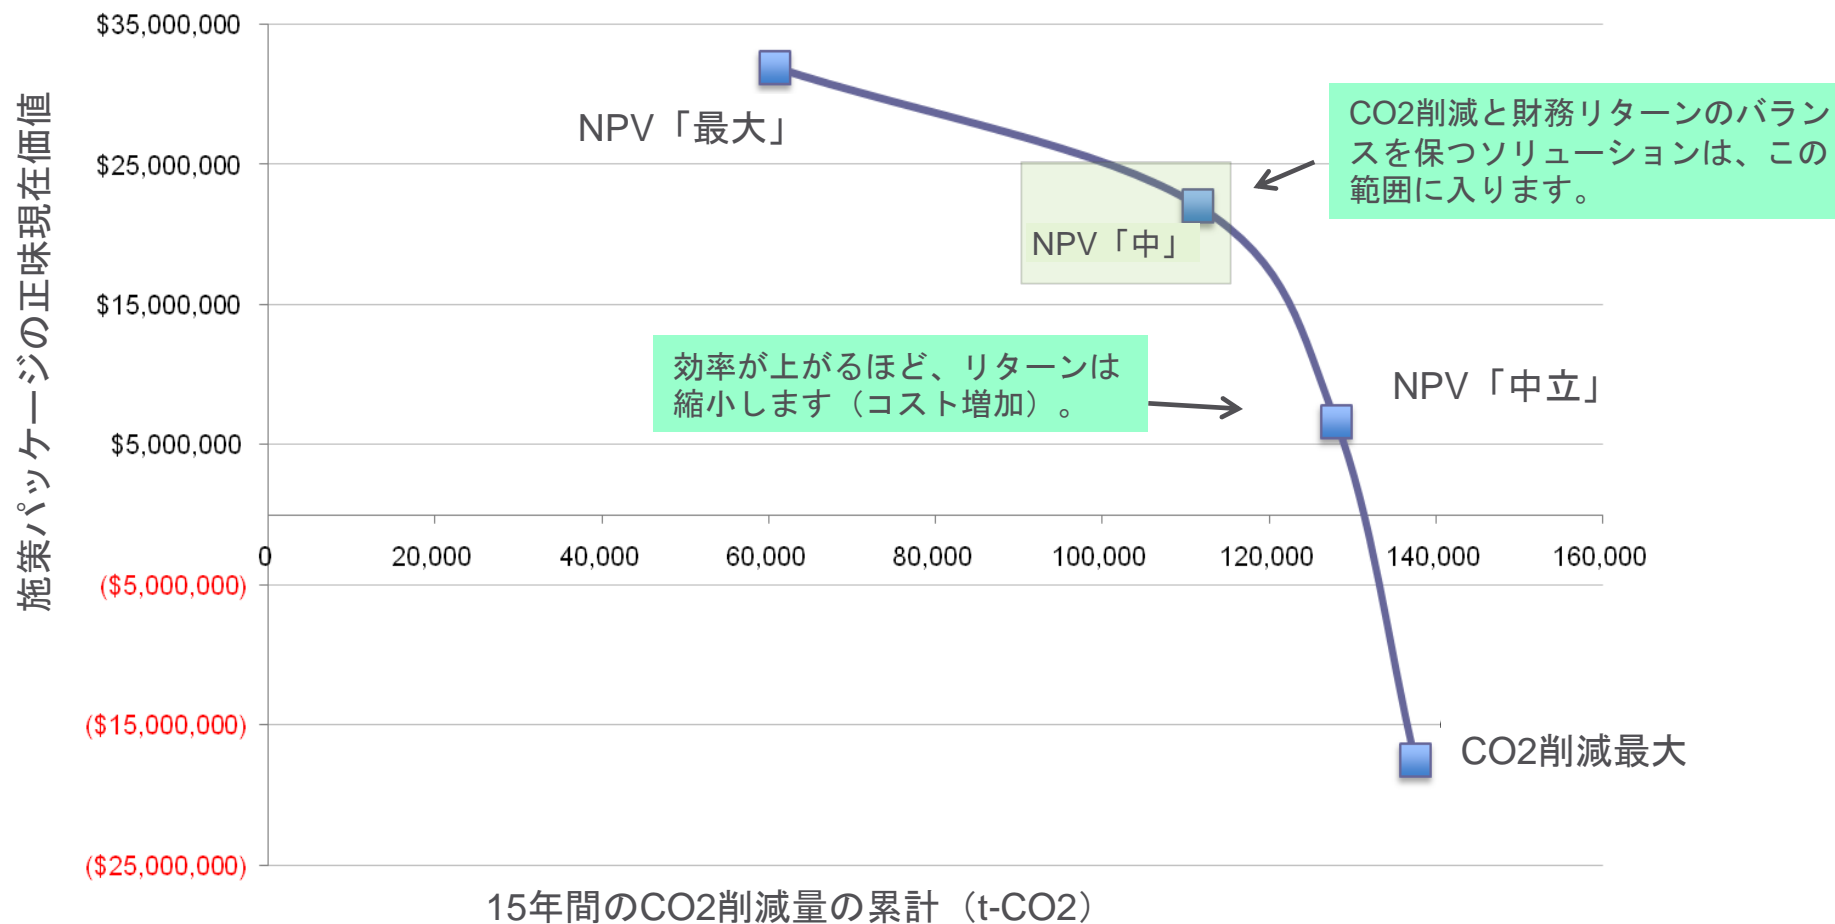 施策パッケージの正味現在価値
$35,000,000
$25,000,000
$15,000,000
$5,000,000
($5,000,000)
($15,000,000)
($25,000,000)
NPV「最大」
CO2削減と財務リターンのバラン
スを保つソリューションは、この
範囲に入ります。
NPV「中」
効率が上がるほど、リターンは
縮小します（コスト増加）。
NPV「中立」
0 20,000 40,000 60,000 80,000 100,000 120,000 140,000 160,000
CO2削減最大
15年間のCO2削減量の累計（t-CO2）